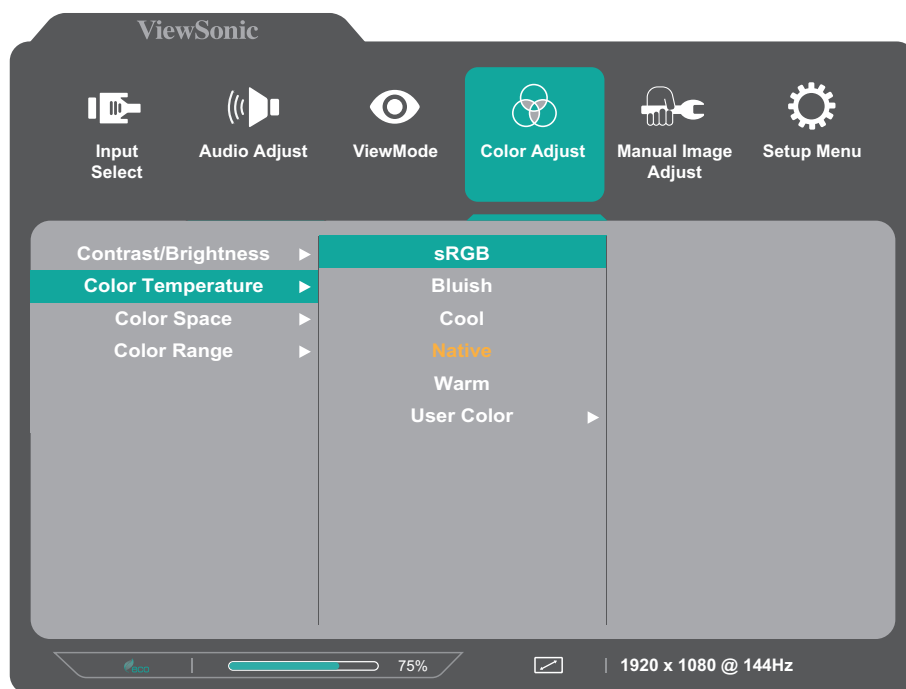 ViewSonic
Input
Select
Audio Adjust
ViewMode
Color Adjust
Manual Image
Adjust
Setup Menu
Contrast/Brightness
Color Temperature
Color Space
Color Range
sRGB
Bluish
Cool
Native
Warm
User Color
eco
75%
1920 x 1080 @ 144Hz